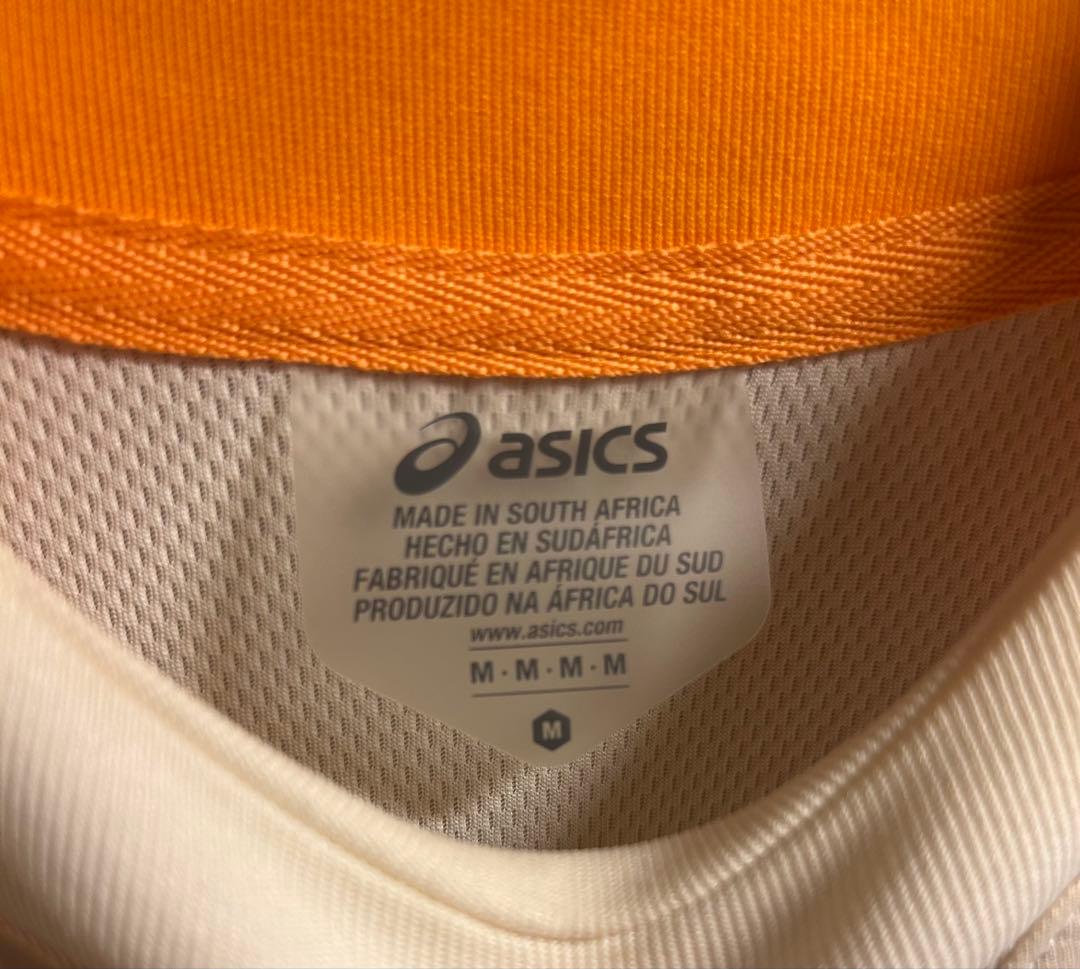 asics
MADE IN SOUTH AFRICA
HECHO EN SUDÁFRICA
FABRIQUÉ EN AFRIQUE DU SUD
PRODUZIDO NA ÁFRICA DO SUL
www.asics.com
M · M · M · M
M